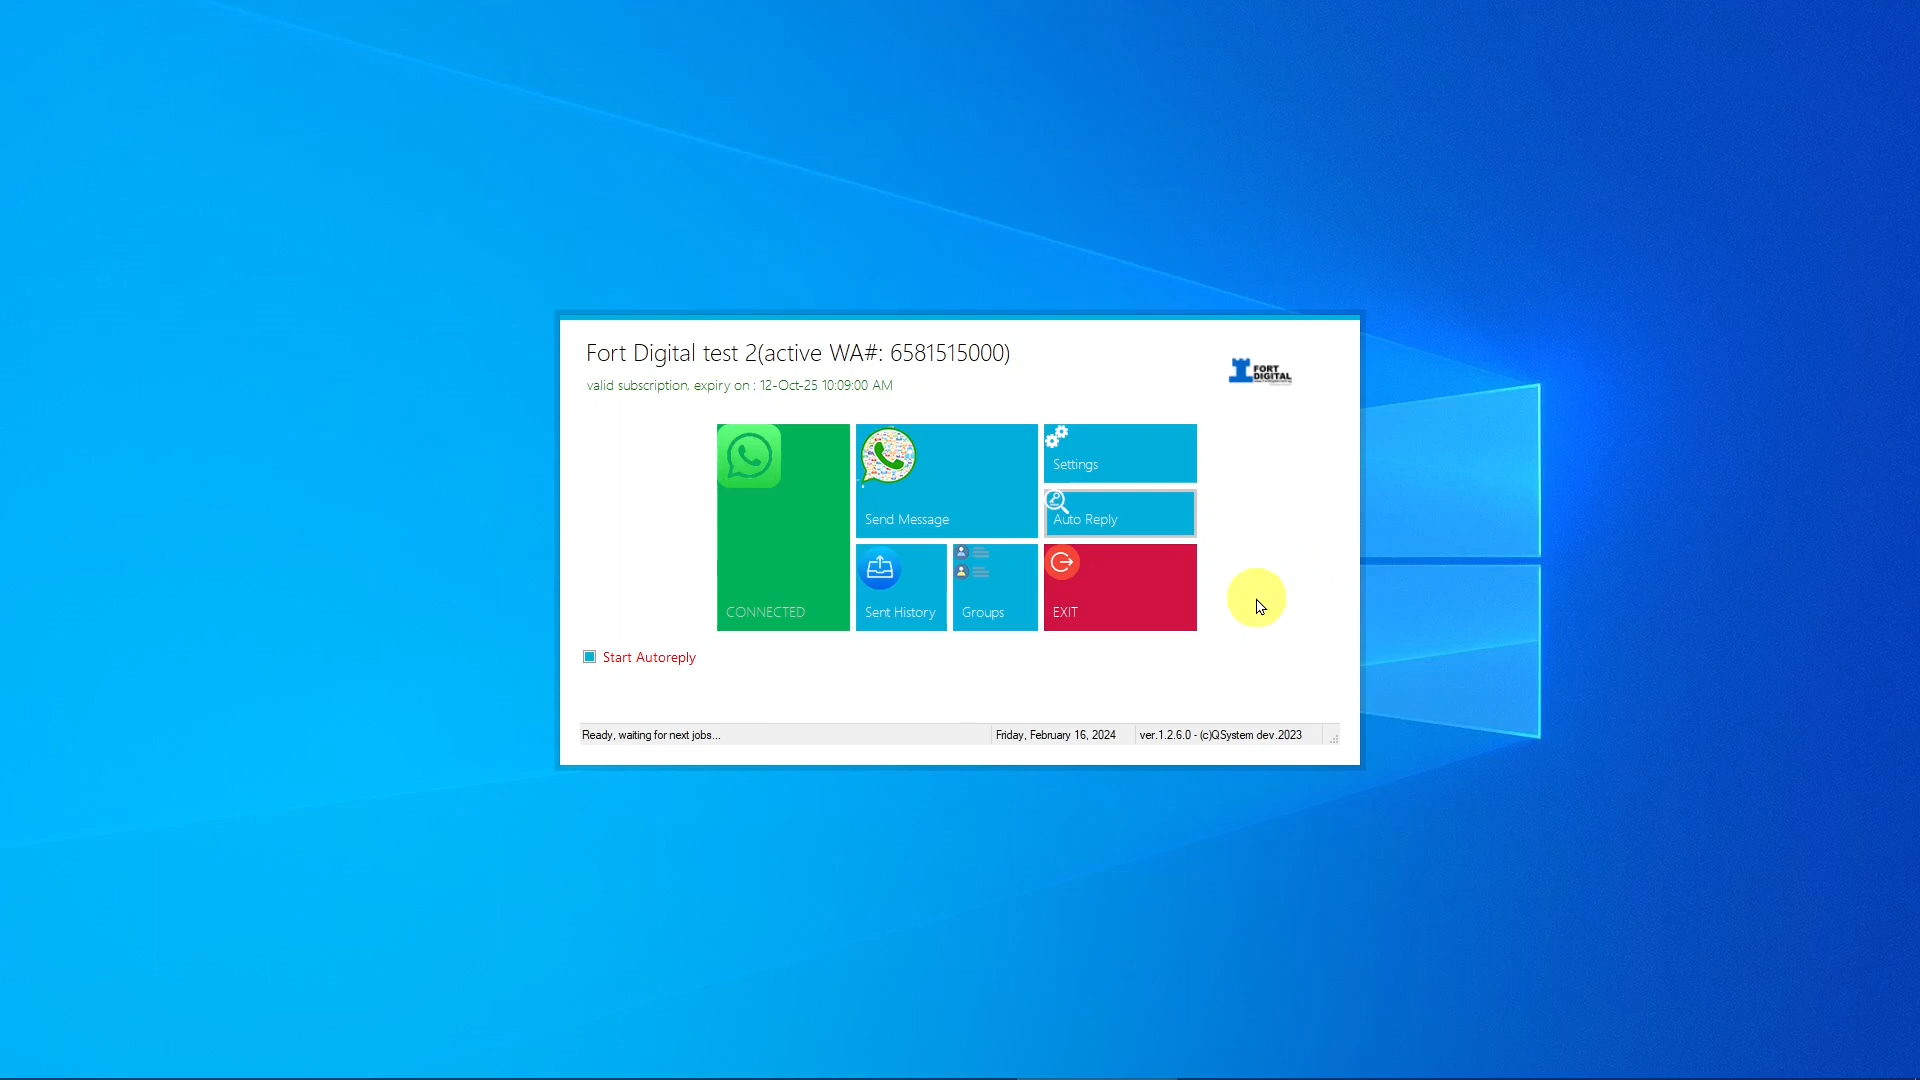 Fort Digital test 2(active WA#: 6581515000)
valid subscription, expiry on : 12-Oct-25 10:09:00 AM
FORT
DIGITAL
Send Message
Settings
Auto Reply
CONNECTED
Sent History
Groups
EXIT
Start Autoreply
Ready, waiting for next jobs...
Friday, February 16, 2024
ver.1.2.6.0 - (c)QSystem dev.2023